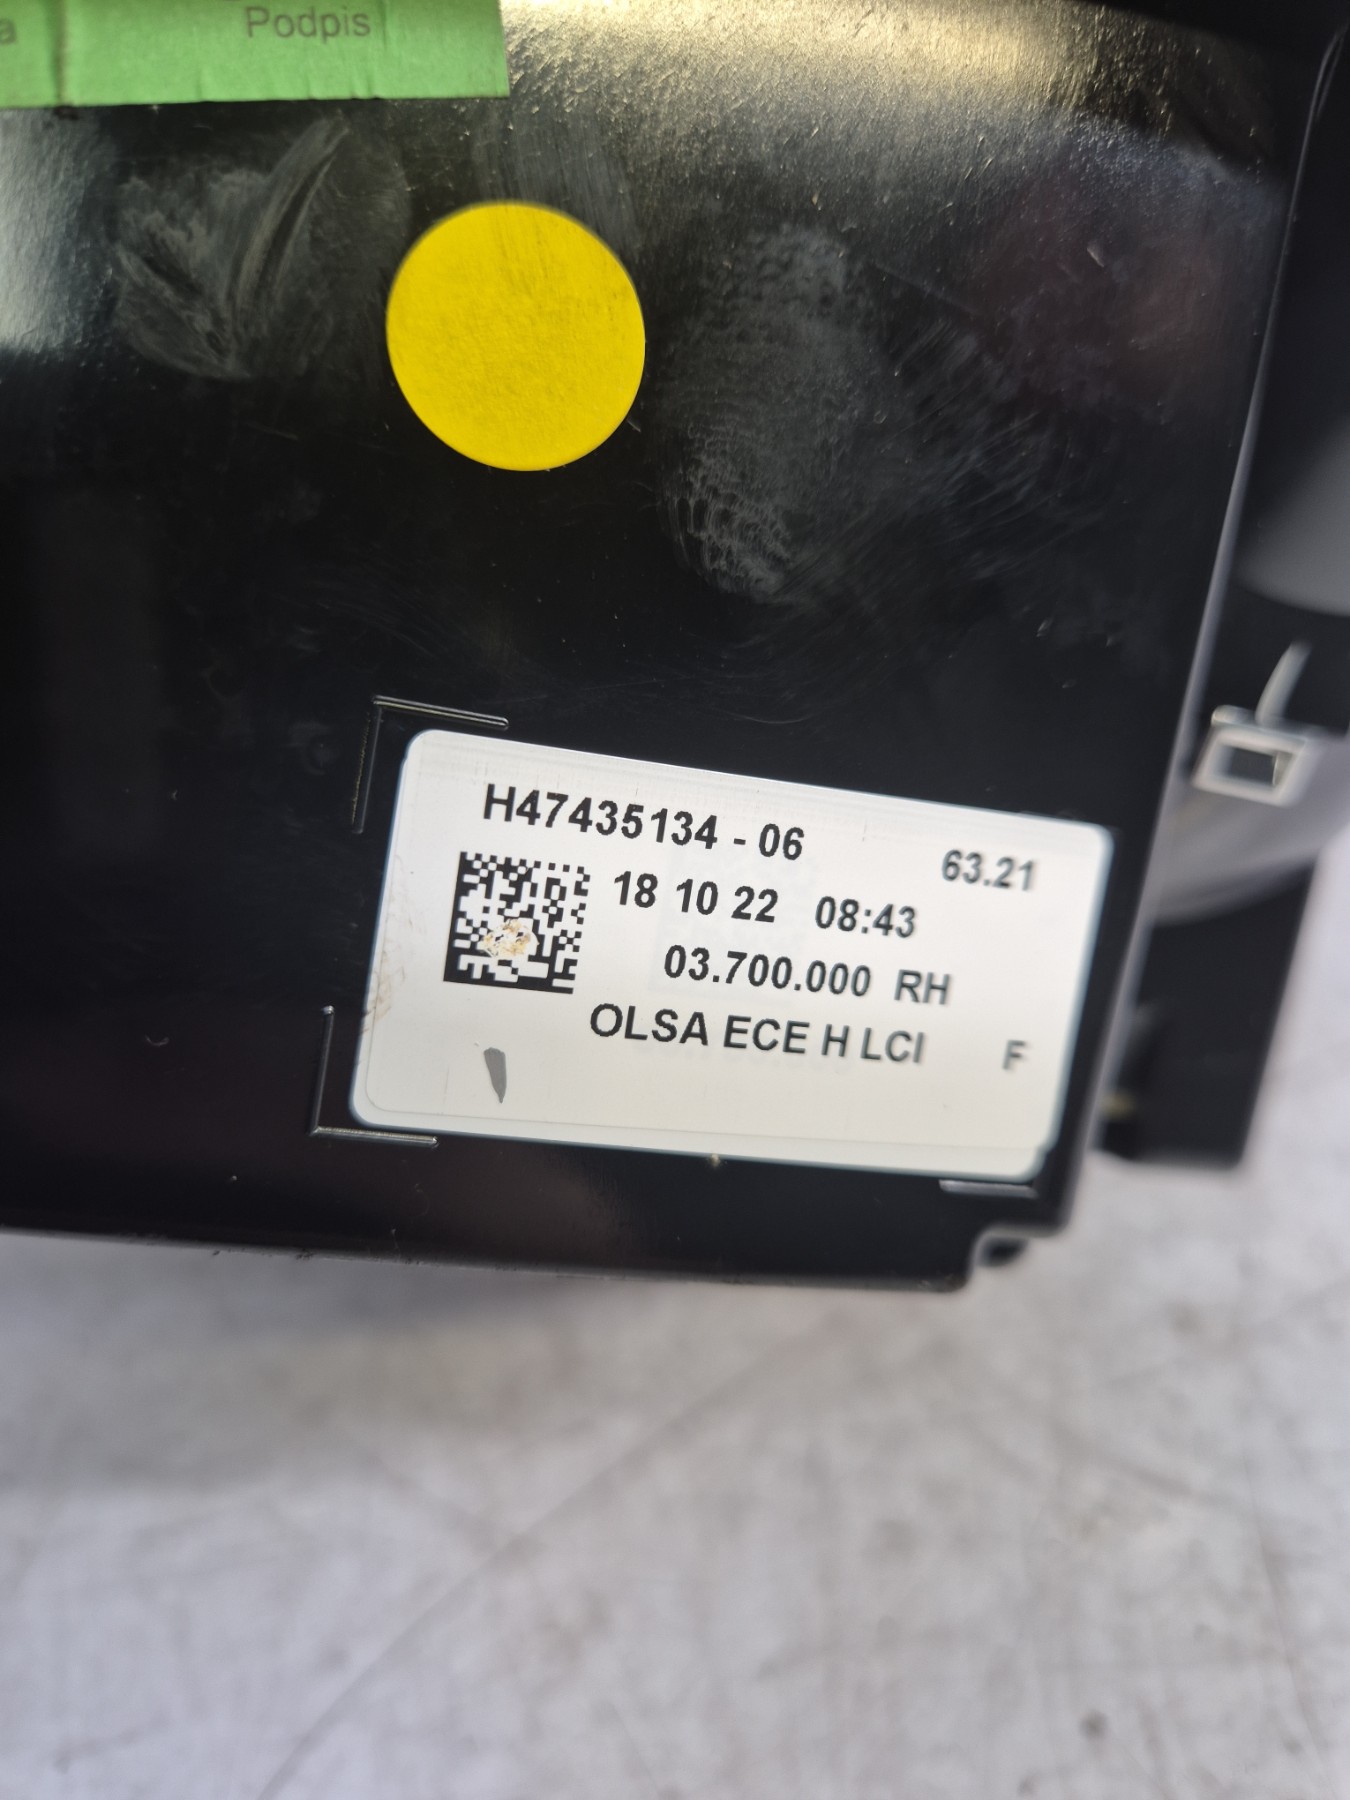 Podpis
H47435134 - 06 63.21
18 10 22 08:43
03.700.000 RH
OLSA ECE H LCI F